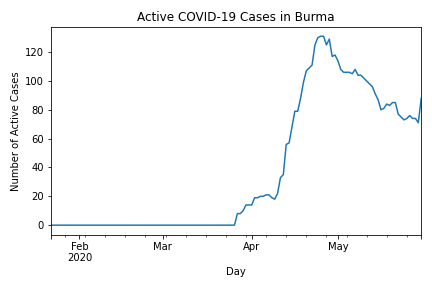 Active COVID-19 Cases in Burma
Number of Active Cases
120
100
80
60
40
20
0
Feb
2020
Mar
Apr
May
Day